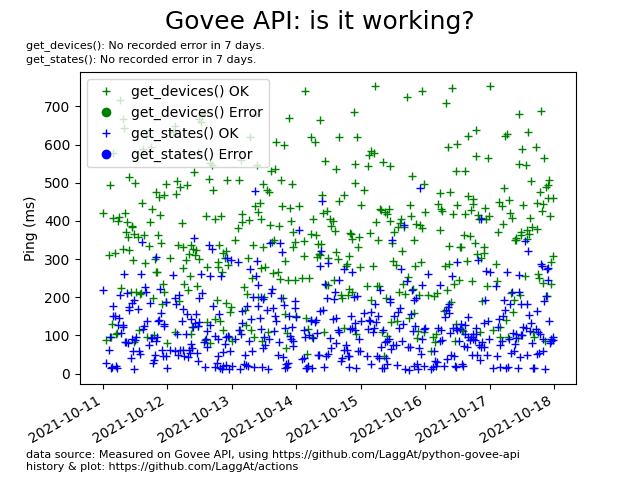 Govee API: is it working?
get_devices(): No recorded error in 7 days.
get_states(): No recorded error in 7 days.
get_devices() OK
get_devices() Error
get_states() OK
get_states() Error
Ping (ms)
700
600
500
400
300
200
100
0
2021-10-11
2021-10-12
2021-10-13
2021-10-14
2021-10-15
2021-10-16
2021-10-17
2021-10-18
data source: Measured on Govee API, using https://github.com/LaggAt/python-govee-api
history & plot: https://github.com/LaggAt/actions